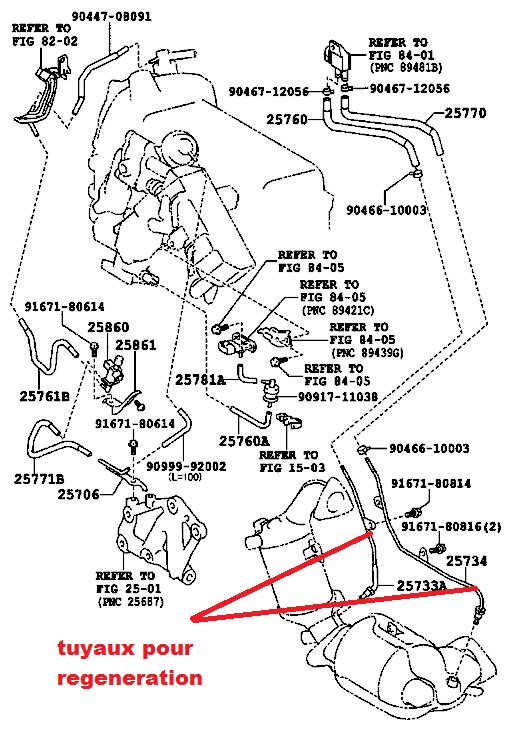 90447-08091
REFER TO
FIG 82-02
REFER TO
FIG 84-01
(PNC 89481B)
90467-12056
90467-12056
25760
25770
90466-10003
REFER TO
FIG 84-05
REFER TO
FIG 84-05
(PNC 89421C)
91671-80614
25860
25861
REFER TO
FIG 84-05
(PNC 89439G)
25781A
REFER TO
FIG 84-05
25761B
90917-11038
91671-80614
25760A
REFER TO
FIG 15-03
90466-10003
25771B
90999-92002
(L=100)
25706
91671-80814
91671-80816(2)
25734
REFER TO
FIG 25-01
(PNC 25687)
25733A
tuyaux pour
regeneration